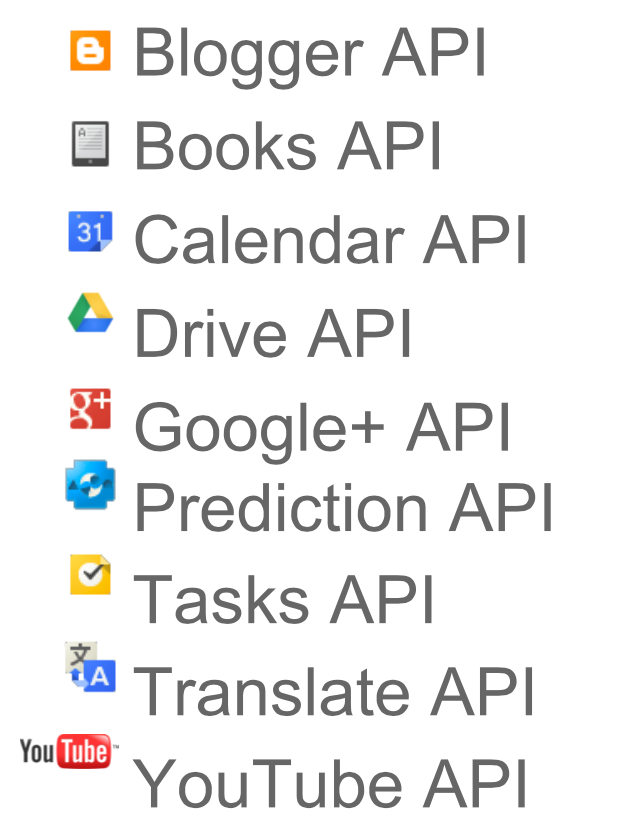 Blogger API
Books API
31 Calendar API
Drive API
g+ Google+ API
Prediction API
Tasks API
文 A Translate API
YouTube™ YouTube API